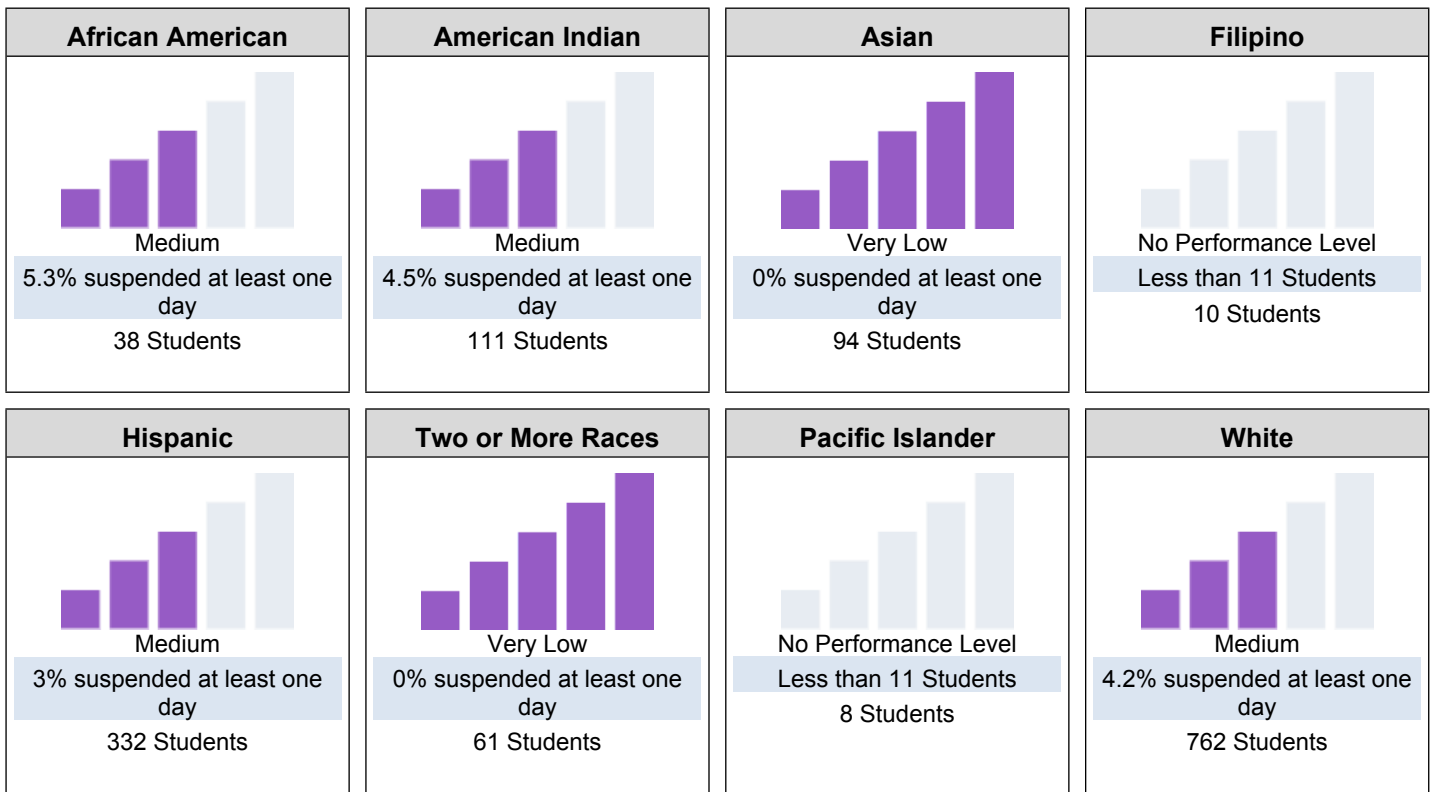 African American
Medium
5.3% suspended at least one
day
38 Students
American Indian
Medium
4.5% suspended at least one
day
111 Students
Asian
Very Low
0% suspended at least one
day
94 Students
Filipino
No Performance Level
Less than 11 Students
10 Students
Hispanic
Medium
3% suspended at least one
day
332 Students
Two or More Races
Very Low
0% suspended at least one
day
61 Students
Pacific Islander
No Performance Level
Less than 11 Students
8 Students
White
Medium
4.2% suspended at least one
day
762 Students